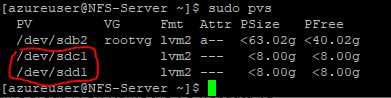 [azureuser@NFS-Server ~]$ sudo pvs
PV VG Fmt Attr PSize PFree
/dev/sdb2 rootvg lvm2 a-- <63.02g <40.02g
/dev/sdc1 lvm2 --- <8.00g <8.00g
/dev/sdd1 lvm2 --- <8.00g <8.00g
[azureuser@NFS-Server ~]$